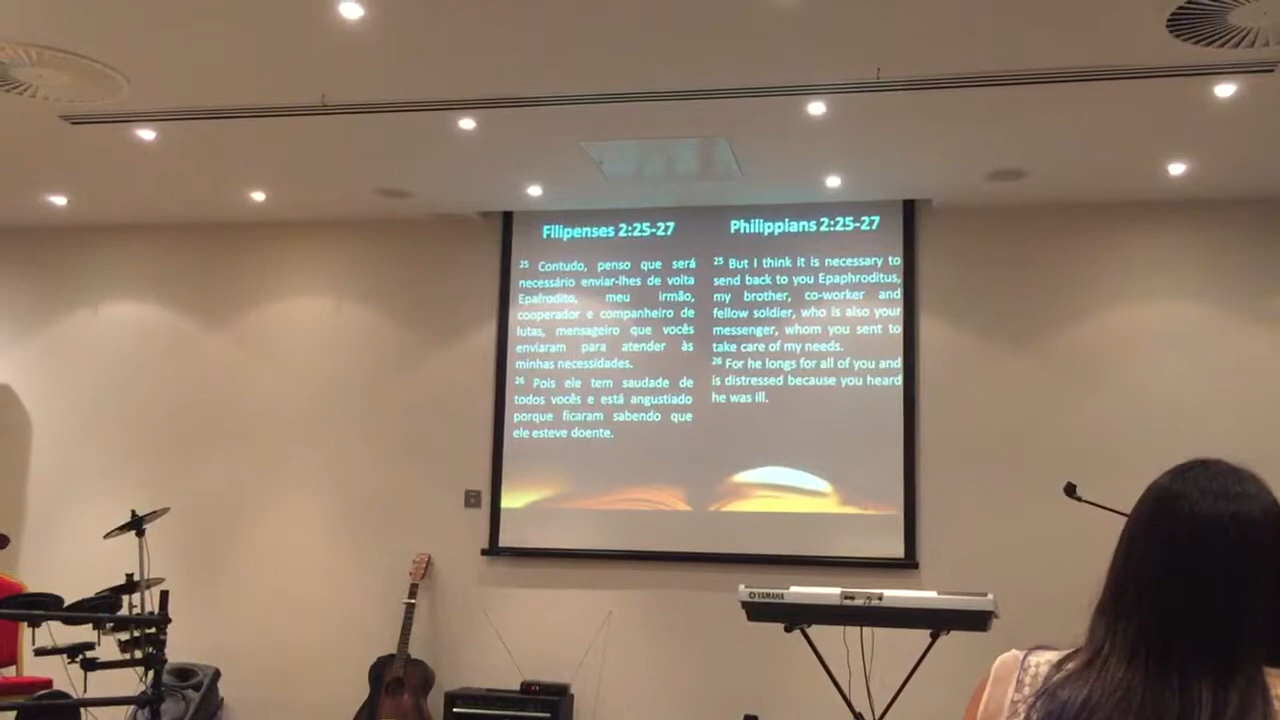 Filipenses 2:25-27
25 Contudo, penso que será
necessário enviar-lhes de volta
Epafrodito, meu irmão,
cooperador e companheiro de
lutas, mensageiro que vocês
enviaram para atender às
minhas necessidades.
26 Pois ele tem saudade de
todos vocês e está angustiado
porque ficaram sabendo que
ele esteve doente.
Philippians 2:25-27
25 But I think it is necessary to
send back to you Epaphroditus,
my brother, co-worker and
fellow soldier, who is also your
messenger, whom you sent to
take care of my needs.
26 For he longs for all of you and
is distressed because you heard
he was ill.
YAMAHA